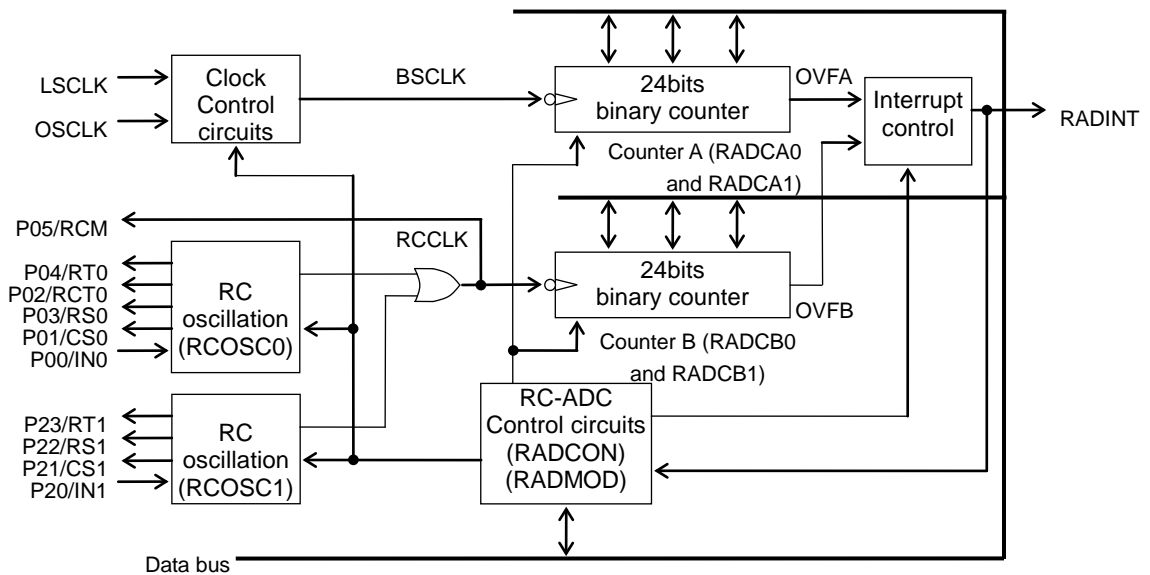 LSCLK
OSCLK
Clock
Control
circuits
BSCLK
24bits
binary counter
OVFA
Interrupt
control
RADINT
Counter A (RADCA0
and RADCA1)
P05/RCM
RCCLK
P04/RT0
P02/RCT0
P03/RS0
P01/CS0
P00/IN0
RC
oscillation
(RCOSC0)
24bits
binary counter
OVFB
Counter B (RADCB0
and RADCB1)
P23/RT1
P22/RS1
P21/CS1
P20/IN1
RC
oscillation
(RCOSC1)
RC-ADC
Control circuits
(RADCON)
(RADMOD)
Data bus